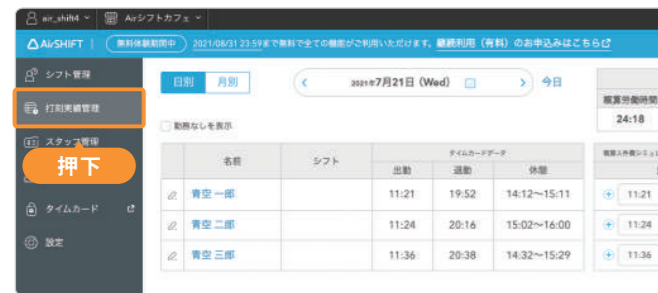 air_shift4 Airシフトカフェ
AirSHIFT 無料体験期間中 2021/08/31 23:59まで無料で全ての機能がご利用いただけます。継続利用（有料）のお申込みはこちら
シフト管理
打刻実績管理
スタッフ管理
押下
タイムカード
設定
日別 月別 2021年7月21日 (Wed) 今日
勤務なしを表示
概算労働時間
24:18
名前 シフト タイムカードデータ
出勤 退勤 休憩
青空 一郎 11:21 19:52 14:12〜15:11 11:21
青空 二郎 11:24 20:16 15:02〜16:00 11:24
青空 三郎 11:36 20:38 14:32〜15:29 11:36